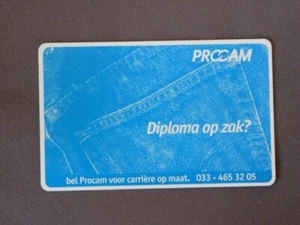 PROCAM
Diploma op zak?
bel Procam voor carrière op maat. 033 - 465 32 05